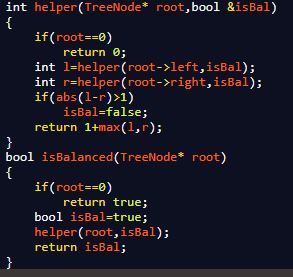 int helper(TreeNode* root,bool &isBal)
{
    if(root==0)
        return 0;
    int l=helper(root->left,isBal);
    int r=helper(root->right,isBal);
    if(abs(l-r)>1)
        isBal=false;
    return 1+max(l,r);
}
bool isBalanced(TreeNode* root)
{
    if(root==0)
        return true;
    bool isBal=true;
    helper(root,isBal);
    return isBal;
}